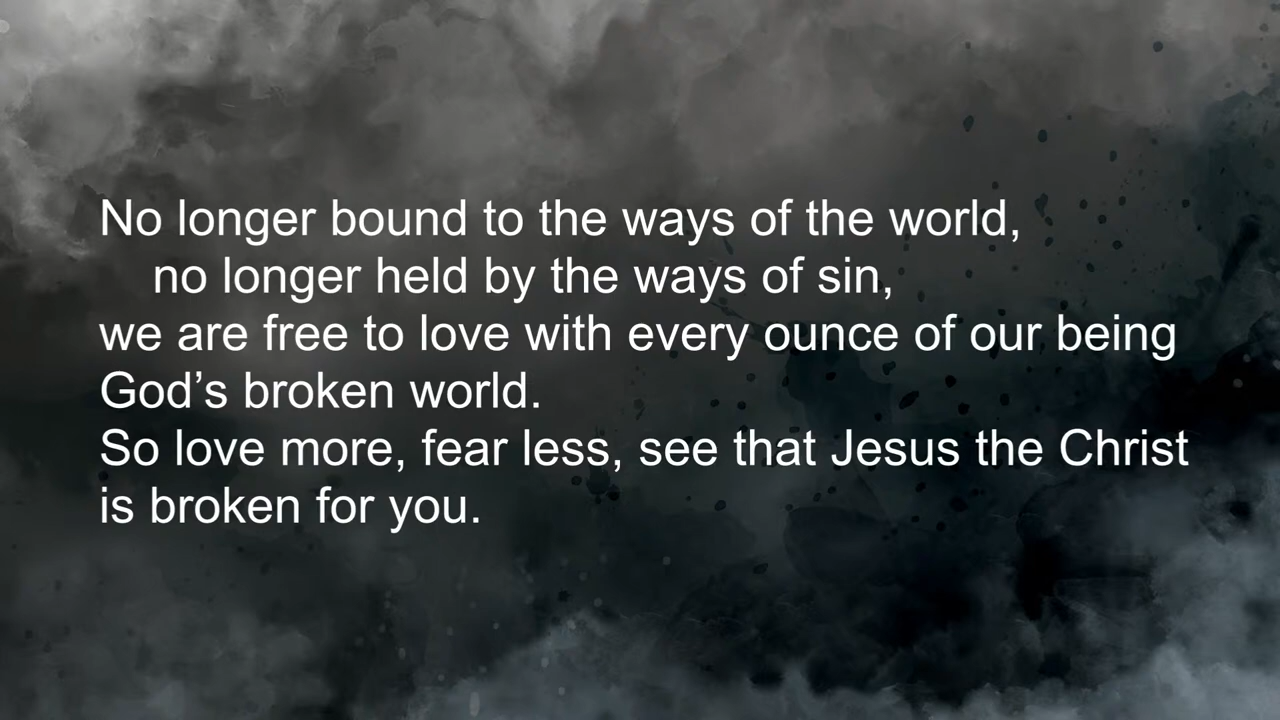 No longer bound to the ways of the world,
no longer held by the ways of sin,
we are free to love with every ounce of our being
God’s broken world.
So love more, fear less, see that Jesus the Christ
is broken for you.